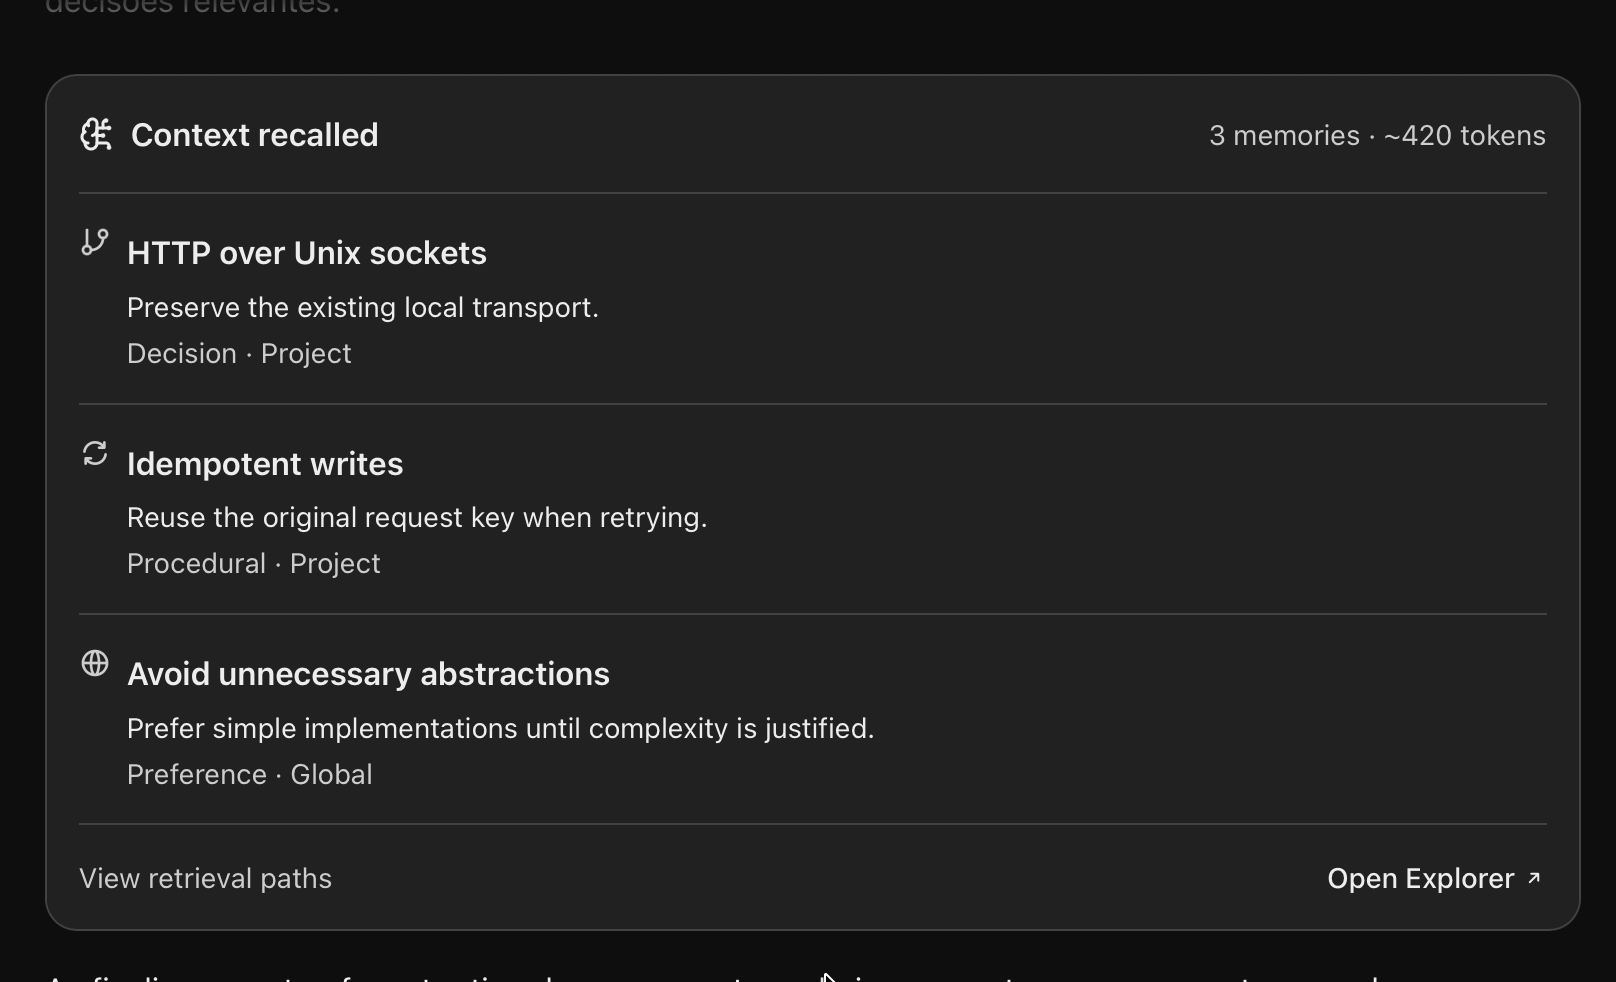 decisões relevantes.
Context recalled
3 memories · ~420 tokens
HTTP over Unix sockets
Preserve the existing local transport.
Decision · Project
Idempotent writes
Reuse the original request key when retrying.
Procedural · Project
Avoid unnecessary abstractions
Prefer simple implementations until complexity is justified.
Preference · Global
View retrieval paths
Open Explorer ↗